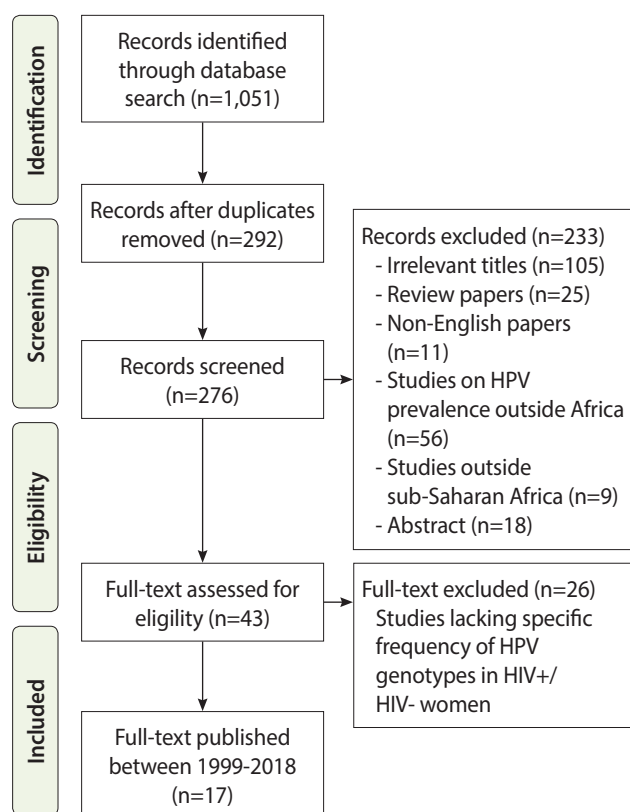 Identification
Records identified
through database
search (n=1,051)
Records after duplicates
removed (n=292)
Screening
Records screened
(n=276)
Records excluded (n=233)
- Irrelevant titles (n=105)
- Review papers (n=25)
- Non-English papers
(n=11)
- Studies on HPV
prevalence outside Africa
(n=56)
- Studies outside
sub-Saharan Africa (n=9)
- Abstract (n=18)
Eligibility
Full-text assessed for
eligility (n=43)
Full-text excluded (n=26)
Studies lacking specific
frequency of HPV
genotypes in HIV+/
HIV- women
Included
Full-text published
between 1999-2018
(n=17)